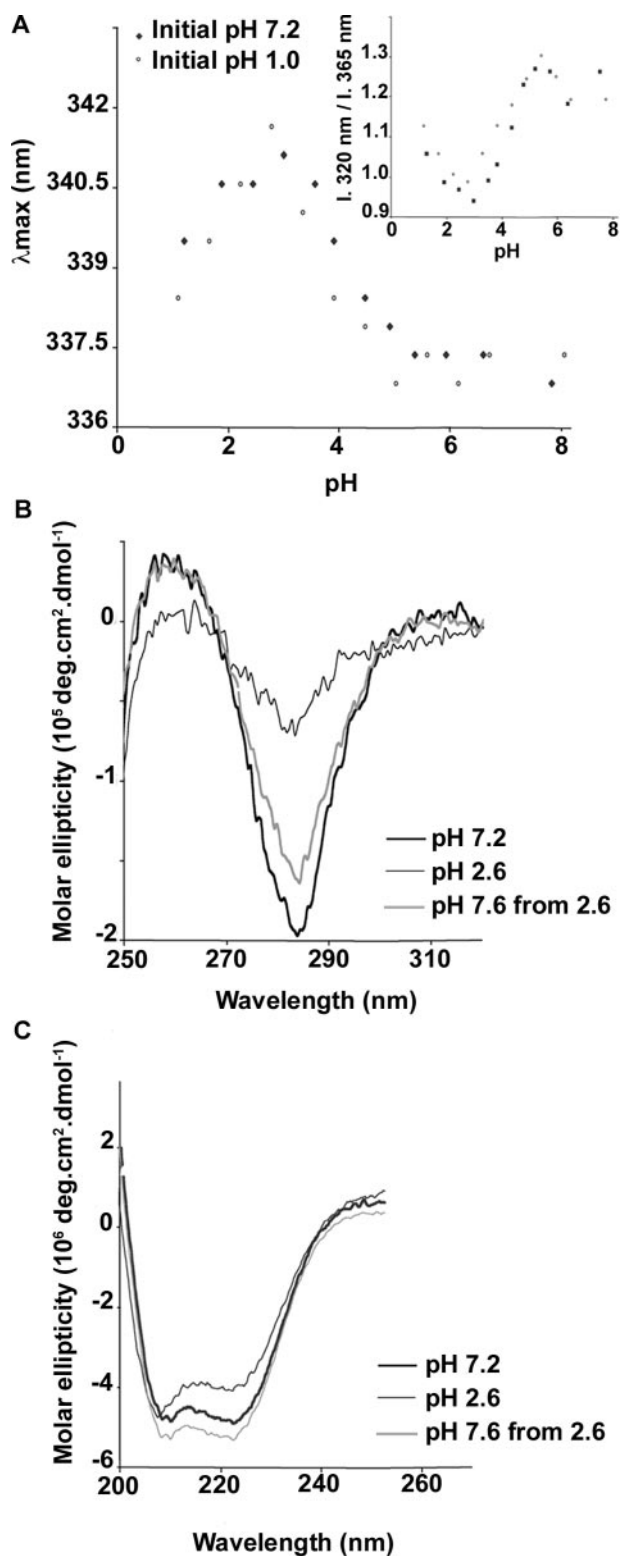 A
Initial pH 7.2
Initial pH 1.0
λmax (nm)
342
340.5
339
337.5
336
0 2 4 6 8
pH
I. 320 nm / I. 365 nm
1.3
1.2
1.1
1.0
0.9
0 2 4 6 8
pH
B
Molar ellipticity (10⁵ deg.cm².dmol⁻¹)
0
-1
-2
250 270 290 310
Wavelength (nm)
pH 7.2
pH 2.6
pH 7.6 from 2.6
C
Molar ellipticity (10⁶ deg.cm².dmol⁻¹)
2
0
-2
-4
-6
200 220 240 260
Wavelength (nm)
pH 7.2
pH 2.6
pH 7.6 from 2.6